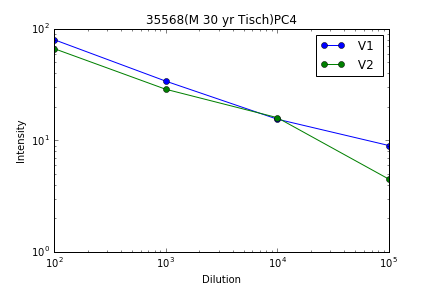 35568(M 30 yr Tisch)PC4
10²
V1
V2
10¹
Intensity
10⁰
10² 10³ 10⁴ 10⁵
Dilution